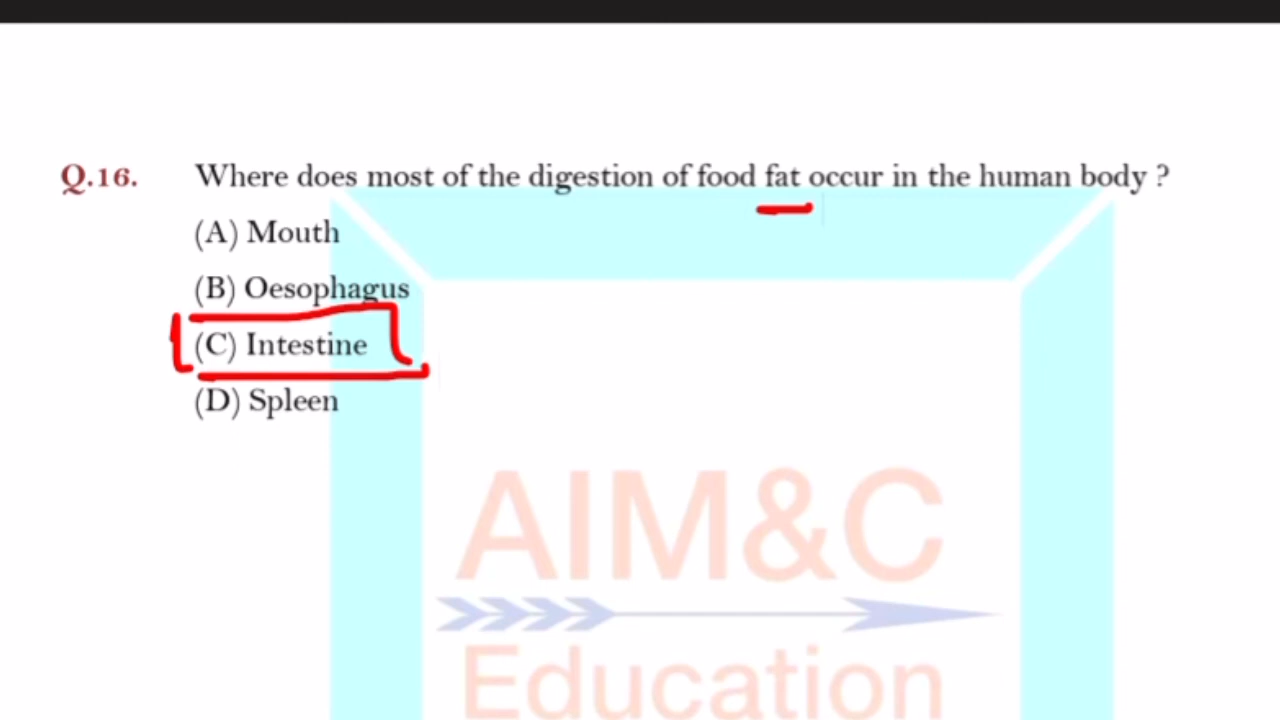 Q.16. Where does most of the digestion of food fat occur in the human body ?
(A) Mouth
(B) Oesophagus
(C) Intestine
(D) Spleen
AIM&C
Education